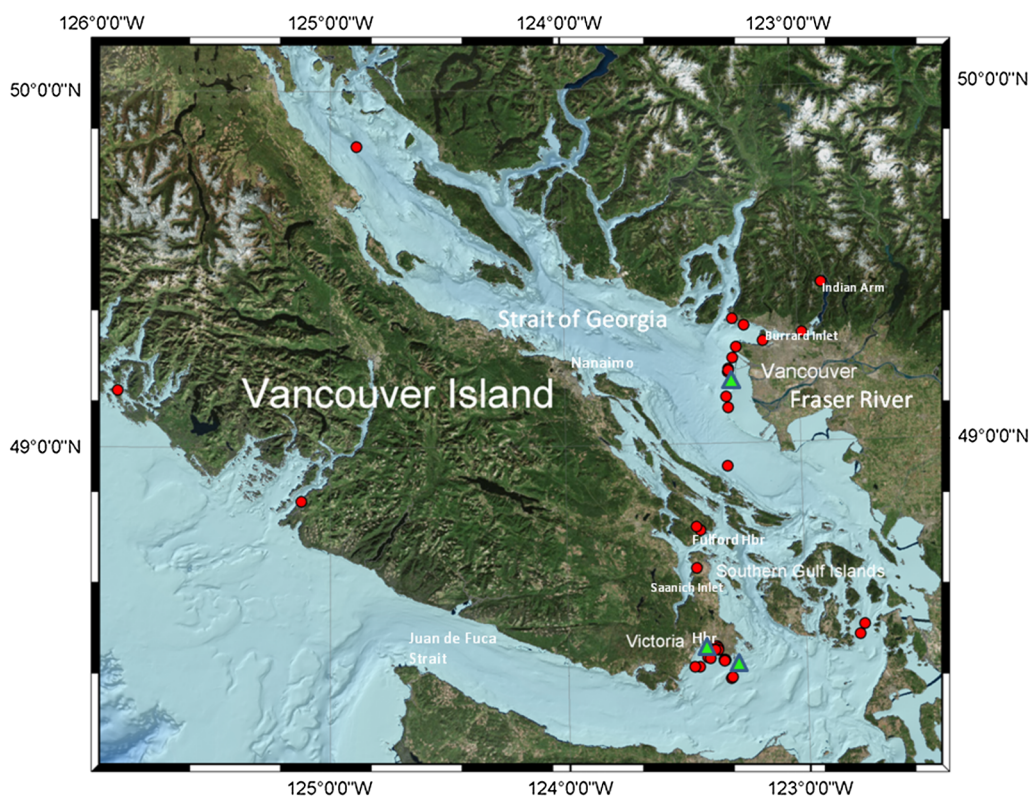 126°0'0"W 125°0'0"W 124°0'0"W 123°0'0"W
50°0'0"N 50°0'0"N
Indian Arm
Strait of Georgia
Burrard Inlet
Nanaimo
Vancouver
Vancouver Island
Fraser River
49°0'0"N 49°0'0"N
Fulford Hbr
Southern Gulf Islands
Saanich Inlet
Victoria Hbr
Juan de Fuca
Strait
125°0'0"W 124°0'0"W 123°0'0"W